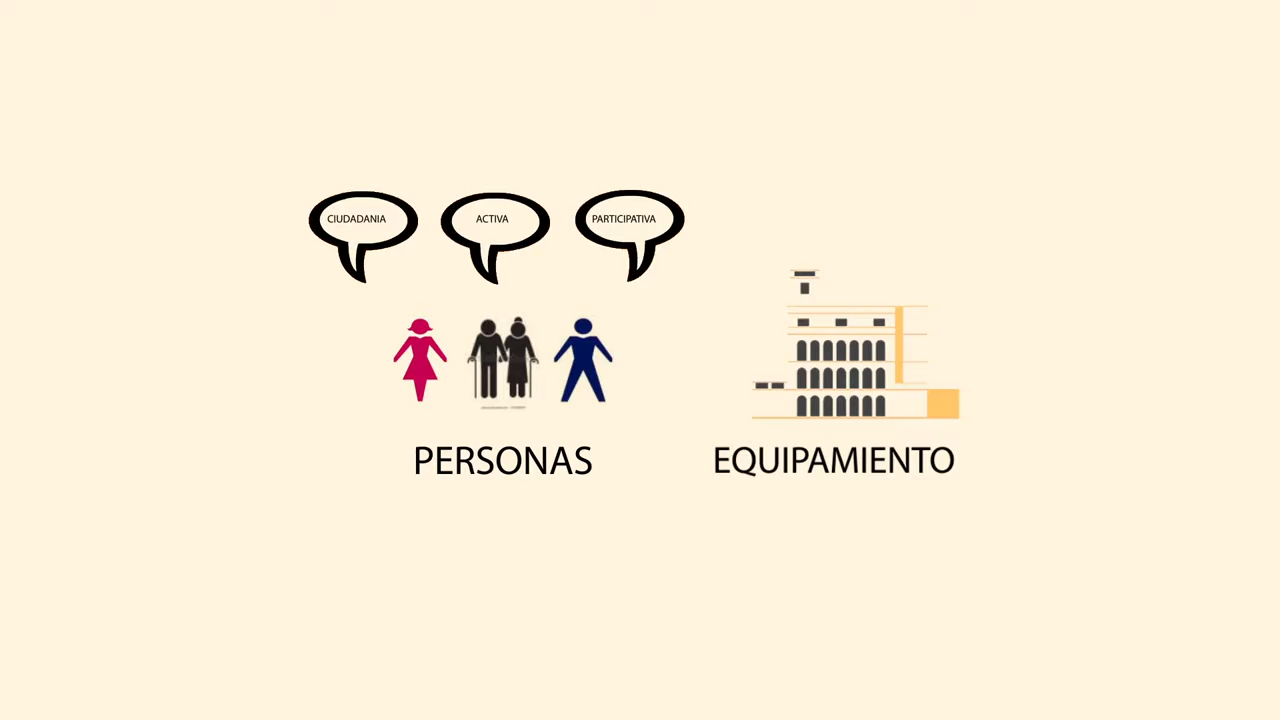 CIUDADANIA
ACTIVA
PARTICIPATIVA
PERSONAS
EQUIPAMIENTO